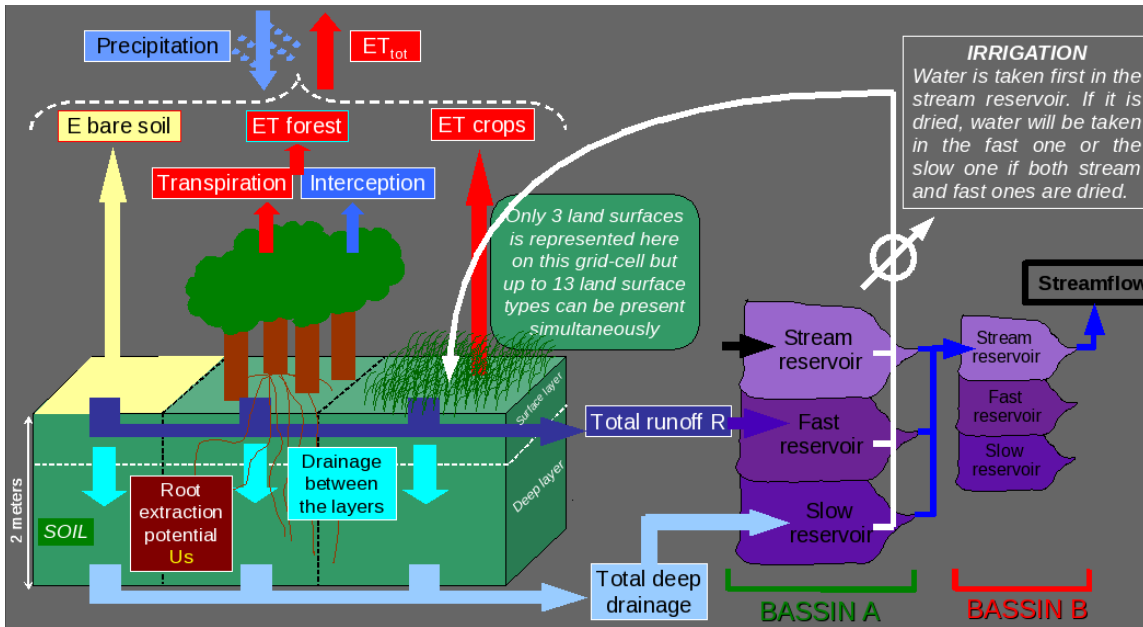 Precipitation
ETtot
IRRIGATION
Water is taken first in the
stream reservoir. If it is
dried, water will be taken
in the fast one or the
slow one if both stream
and fast ones are dried.
E bare soil
ET forest
ET crops
Transpiration
Interception
Only 3 land surfaces
is represented here
on this grid-cell but
up to 13 land surface
types can be present
simultaneously
Streamflow
Stream
reservoir
Stream
reservoir
Surface layer
Total runoff R
Fast
reservoir
Fast
reservoir
Slow
reservoir
Drainage
between
the layers
Deep layer
Root
extraction
potential
Us
2 meters
SOIL
Slow
reservoir
Total deep
drainage
BASSIN A
BASSIN B